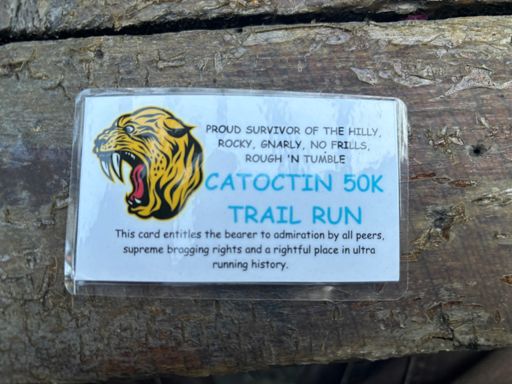 PROUD SURVIVOR OF THE HILLY,
ROCKY, GNARLY, NO FRILLS,
ROUGH 'N TUMBLE
CATOCTIN 50K
TRAIL RUN
This card entitles the bearer to admiration by all peers,
supreme bragging rights and a rightful place in ultra
running history.